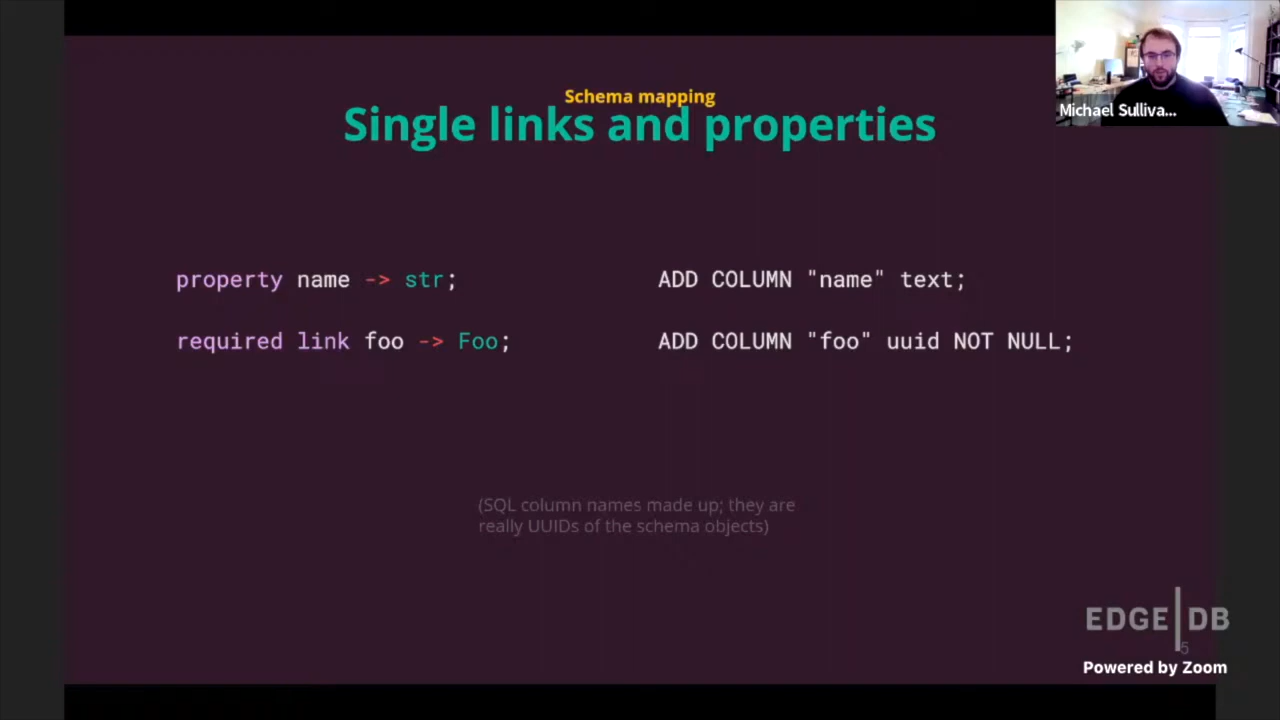 Schema mapping
Single links and properties
Michael Sulliva...
property name -> str;
ADD COLUMN "name" text;
required link foo -> Foo;
ADD COLUMN "foo" uuid NOT NULL;
(SQL column names made up; they are
really UUIDs of the schema objects)
EDGE|DB
5
Powered by Zoom